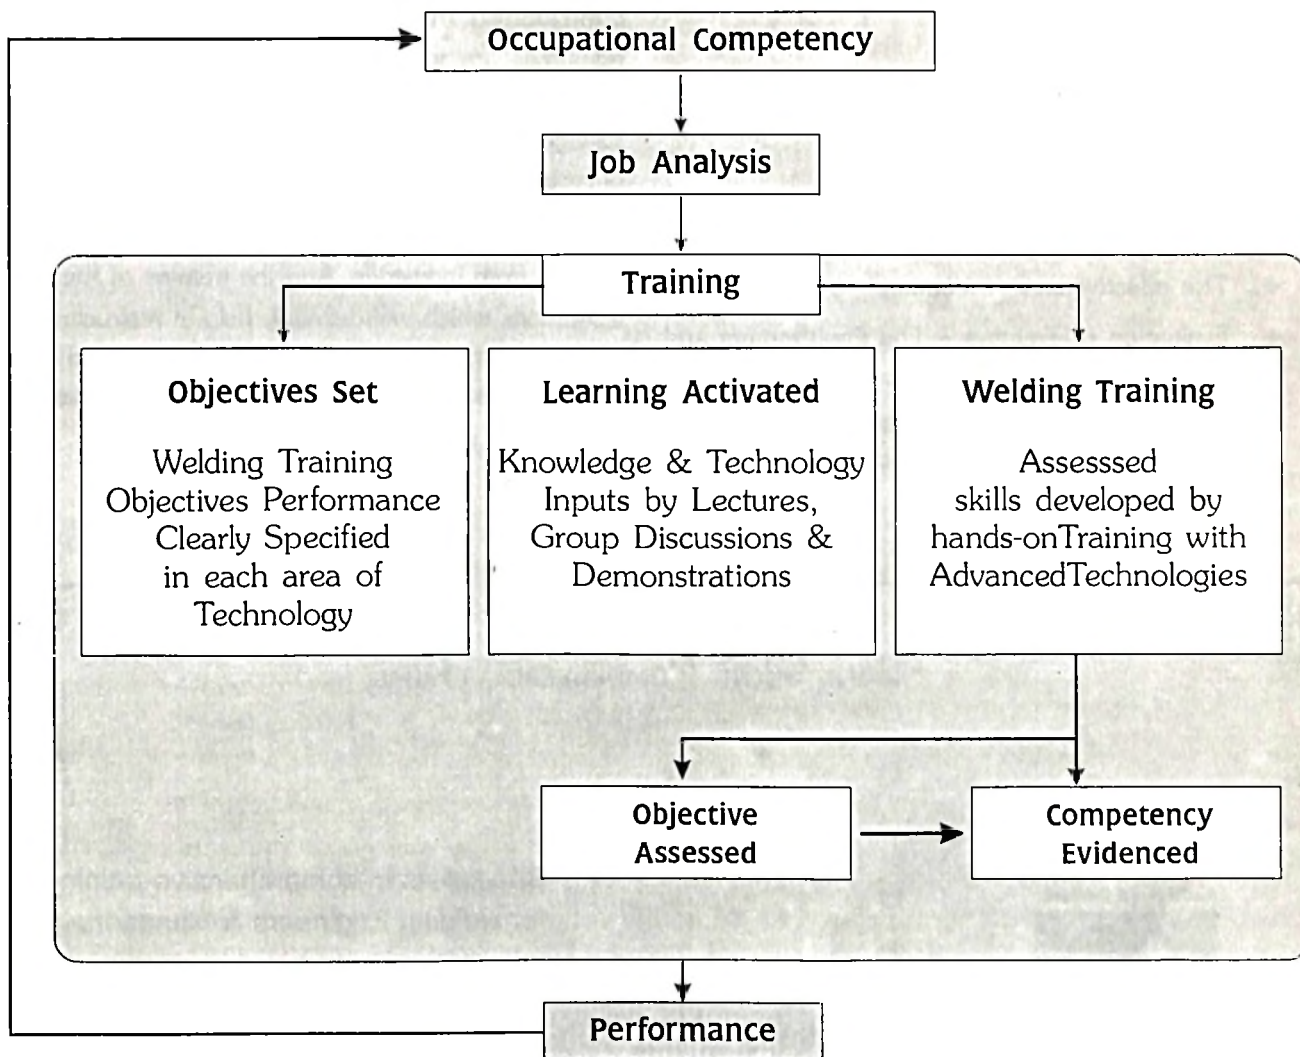 Occupational Competency
Job Analysis
Training
Objectives Set
Welding Training
Objectives Performance
Clearly Specified
in each area of
Technology
Learning Activated
Knowledge & Technology
Inputs by Lectures,
Group Discussions &
Demonstrations
Welding Training
Assesssed
skills developed by
hands-onTraining with
AdvancedTechnologies
Objective
Assessed
Competency
Evidenced
Performance